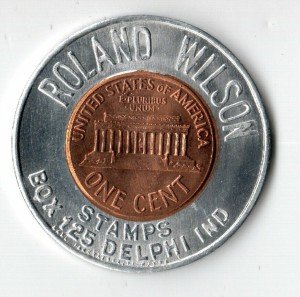 ROLAND WILSON
UNITED STATES OF AMERICA
E·PLURIBUS
UNUM
ONE CENT
STAMPS
BOX 125 DELPHI IND